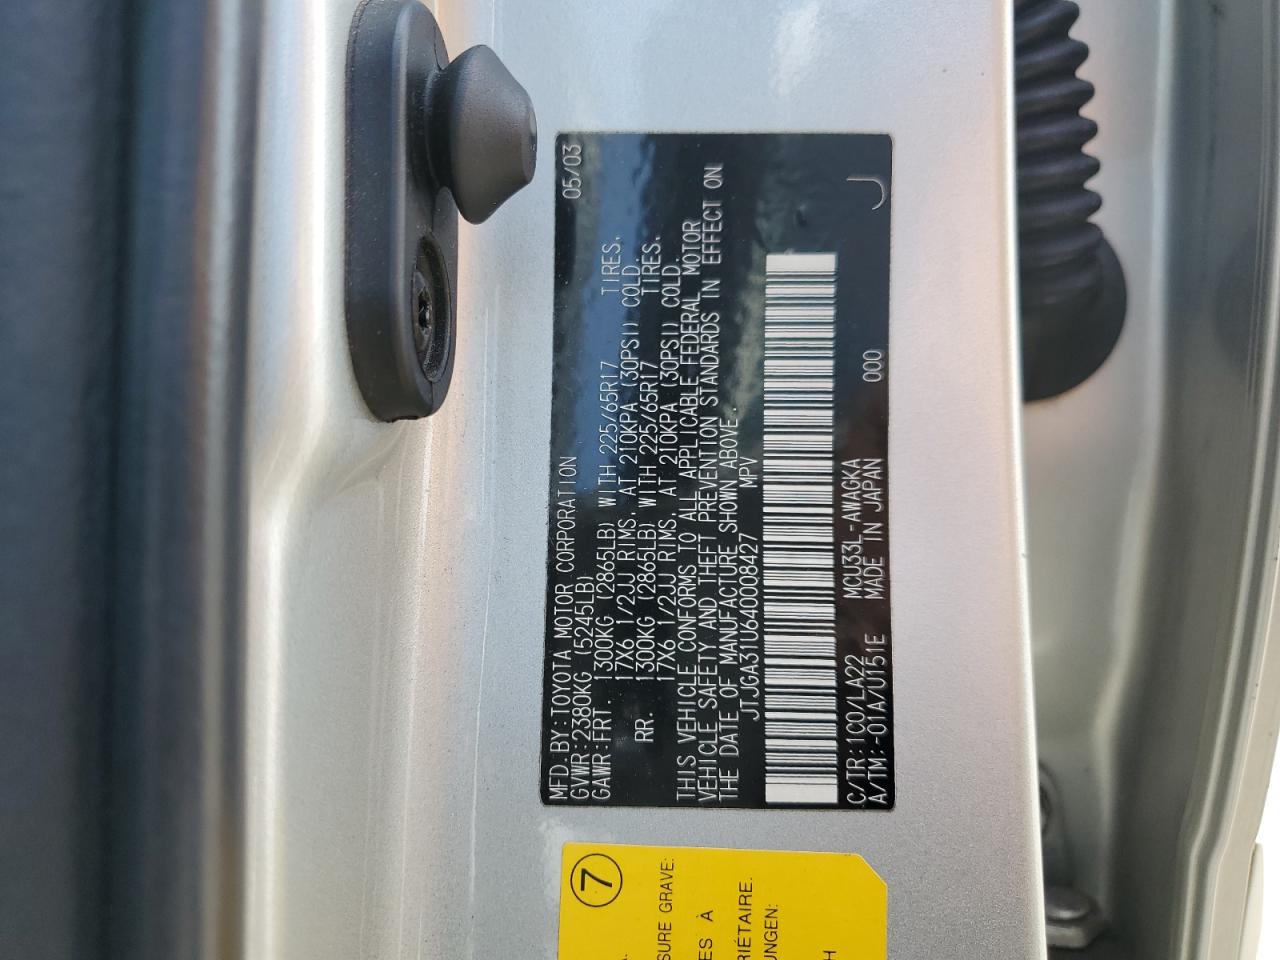 MFD.BY:TOYOTA MOTOR CORPORATION 05/03
GVWR:2380KG (5245LB)
GAWR:FRT. 1300KG (2865LB) WITH 225/65R17 TIRES.
17X6 1/2JJ RIMS, AT 210KPA (30PSI) COLD.
RR. 1300KG (2865LB) WITH 225/65R17 TIRES.
17X6 1/2JJ RIMS, AT 210KPA (30PSI) COLD.
THIS VEHICLE CONFORMS TO ALL APPLICABLE FEDERAL MOTOR
VEHICLE SAFETY AND THEFT PREVENTION STANDARDS IN EFFECT ON
THE DATE OF MANUFACTURE SHOWN ABOVE.
JTJGA31U640008427 MPV
C/TR:1C0/LA22 MCU33L-AWAGKA
A/TM:-01A/U151E MADE IN JAPAN 000 J
7
SURE GRAVE:
ES À
RIÉTAIRE.
UNGEN:
H